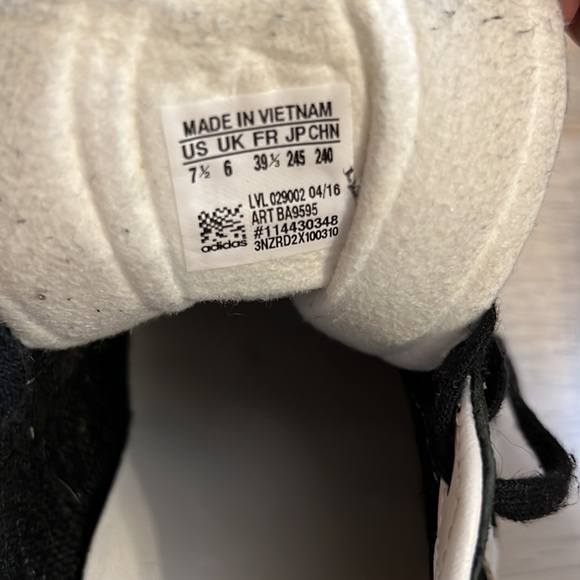 MADE IN VIETNAM
US UK FR JP CHN
7½ 6 39⅓ 245 240
LVL 029002 04/16
ART BA9595
#114430348
3NZRD2X100310
adidas